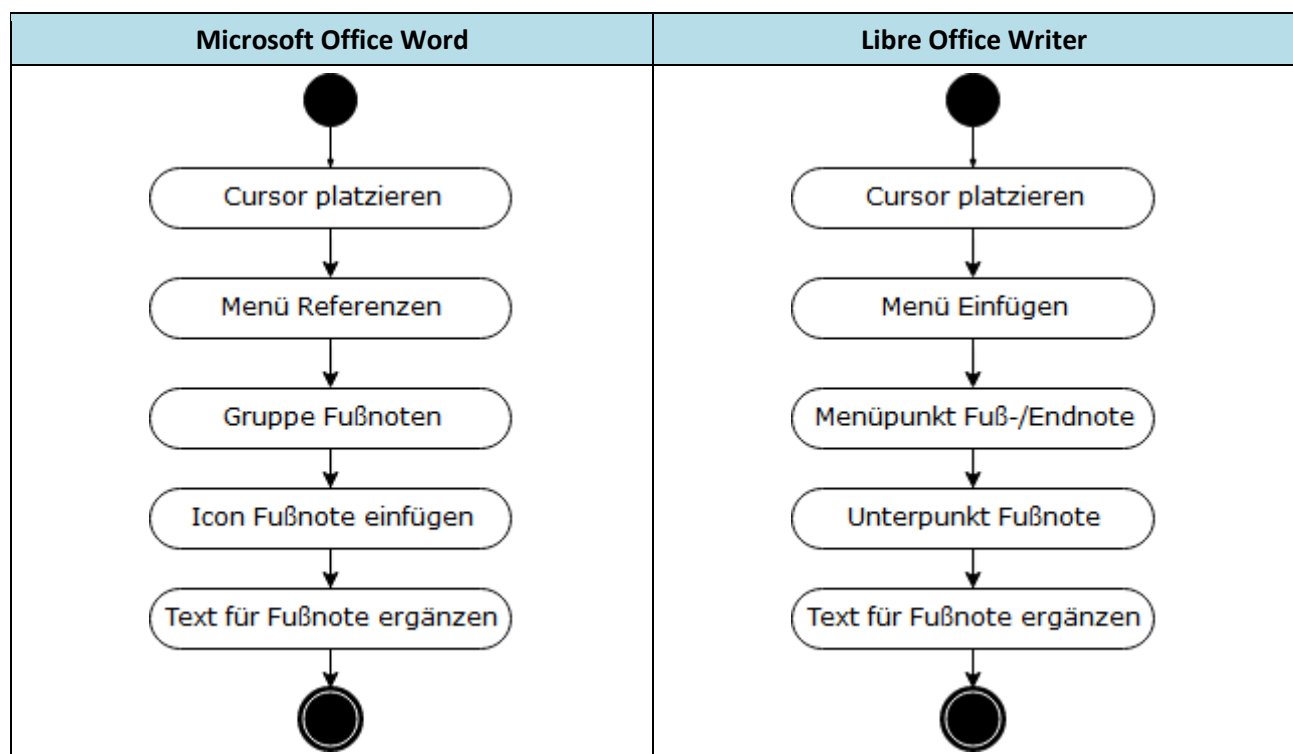 Microsoft Office Word
Libre Office Writer
Cursor platzieren
Menü Referenzen
Gruppe Fußnoten
Icon Fußnote einfügen
Text für Fußnote ergänzen
Cursor platzieren
Menü Einfügen
Menüpunkt Fuß-/Endnote
Unterpunkt Fußnote
Text für Fußnote ergänzen